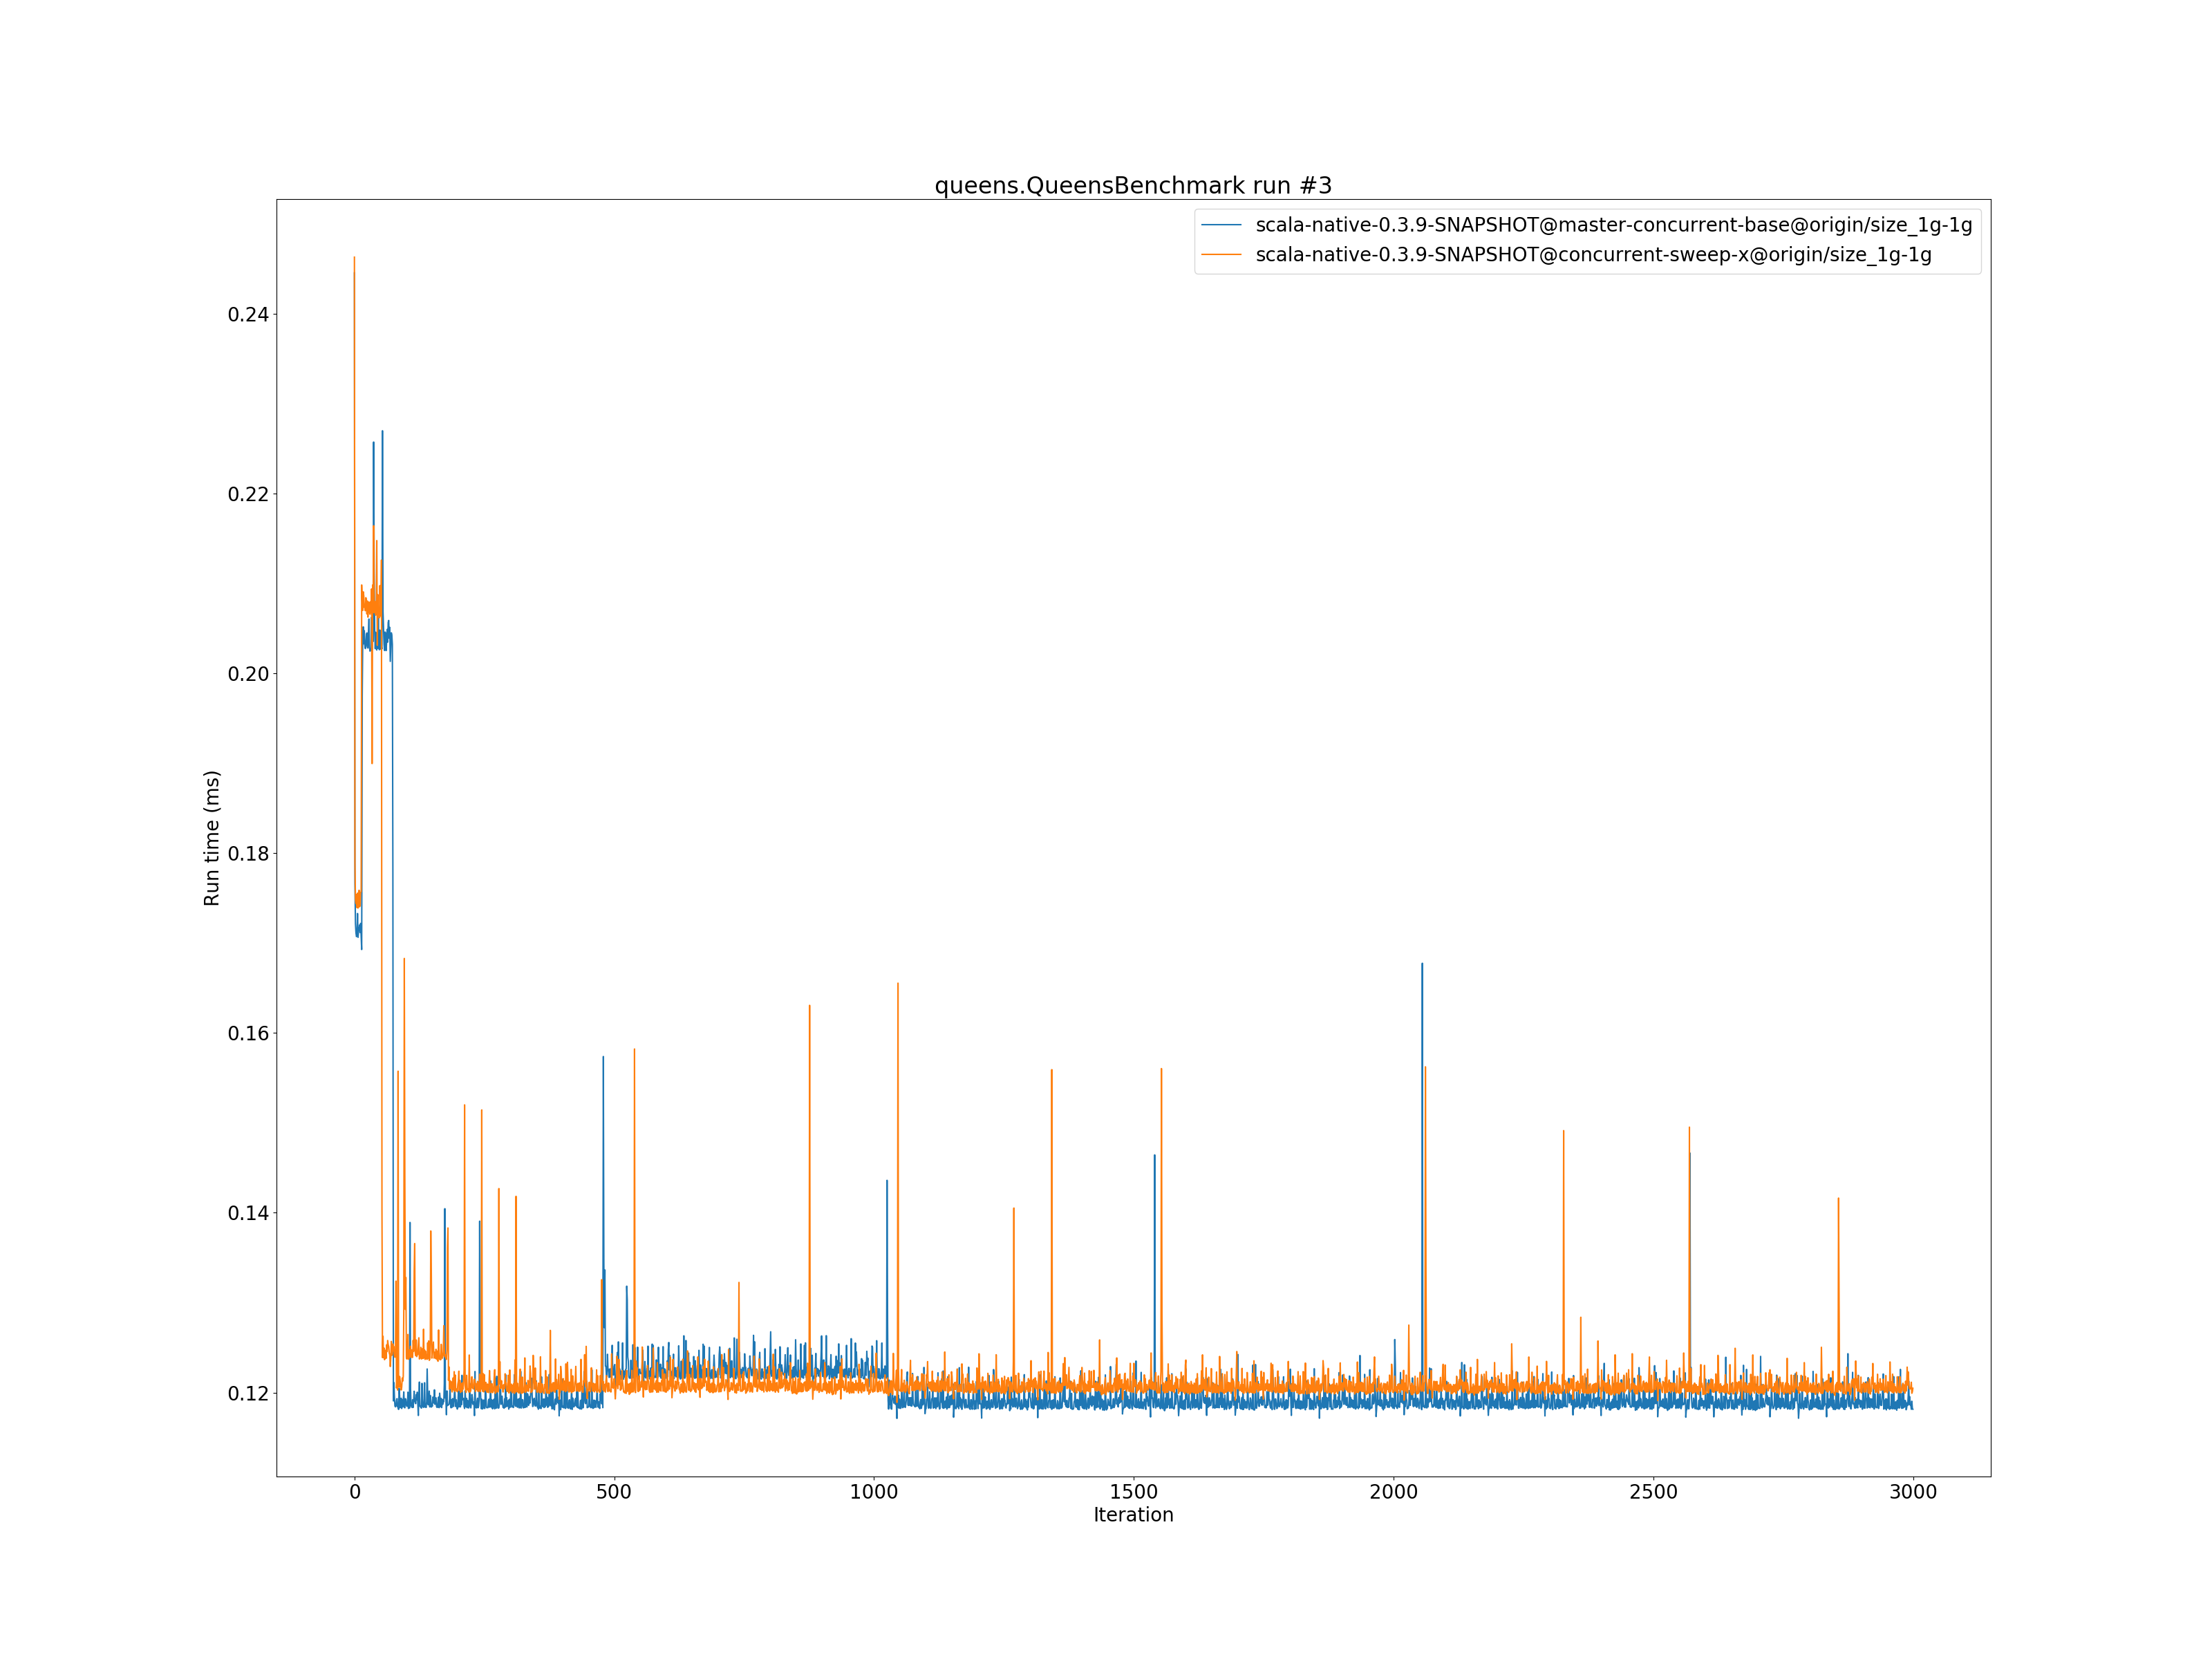 queens.QueensBenchmark run #3
scala-native-0.3.9-SNAPSHOT@master-concurrent-base@origin/size_1g-1g
scala-native-0.3.9-SNAPSHOT@concurrent-sweep-x@origin/size_1g-1g
0.24
0.22
0.20
0.18
0.16
0.14
0.12
Run time (ms)
0
500
1000
1500
2000
2500
3000
Iteration